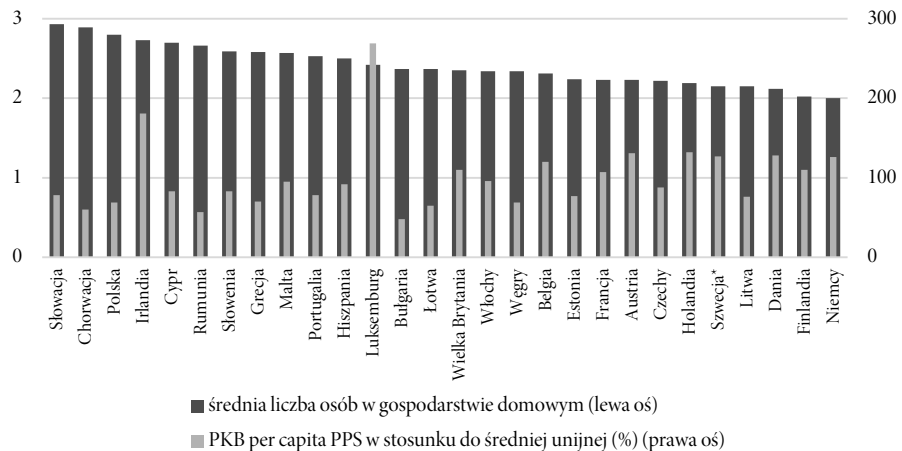 3 300
2 200
1 100
0 0
Słowacja
Chorwacja
Polska
Irlandia
Cypr
Rumunia
Słowenia
Grecja
Malta
Portugalia
Hiszpania
Luksemburg
Bułgaria
Łotwa
Wielka Brytania
Włochy
Węgry
Belgia
Estonia
Francja
Austria
Czechy
Holandia
Szwecja*
Litwa
Dania
Finlandia
Niemcy
średnia liczba osób w gospodarstwie domowym (lewa oś)
PKB per capita PPS w stosunku do średniej unijnej (%) (prawa oś)